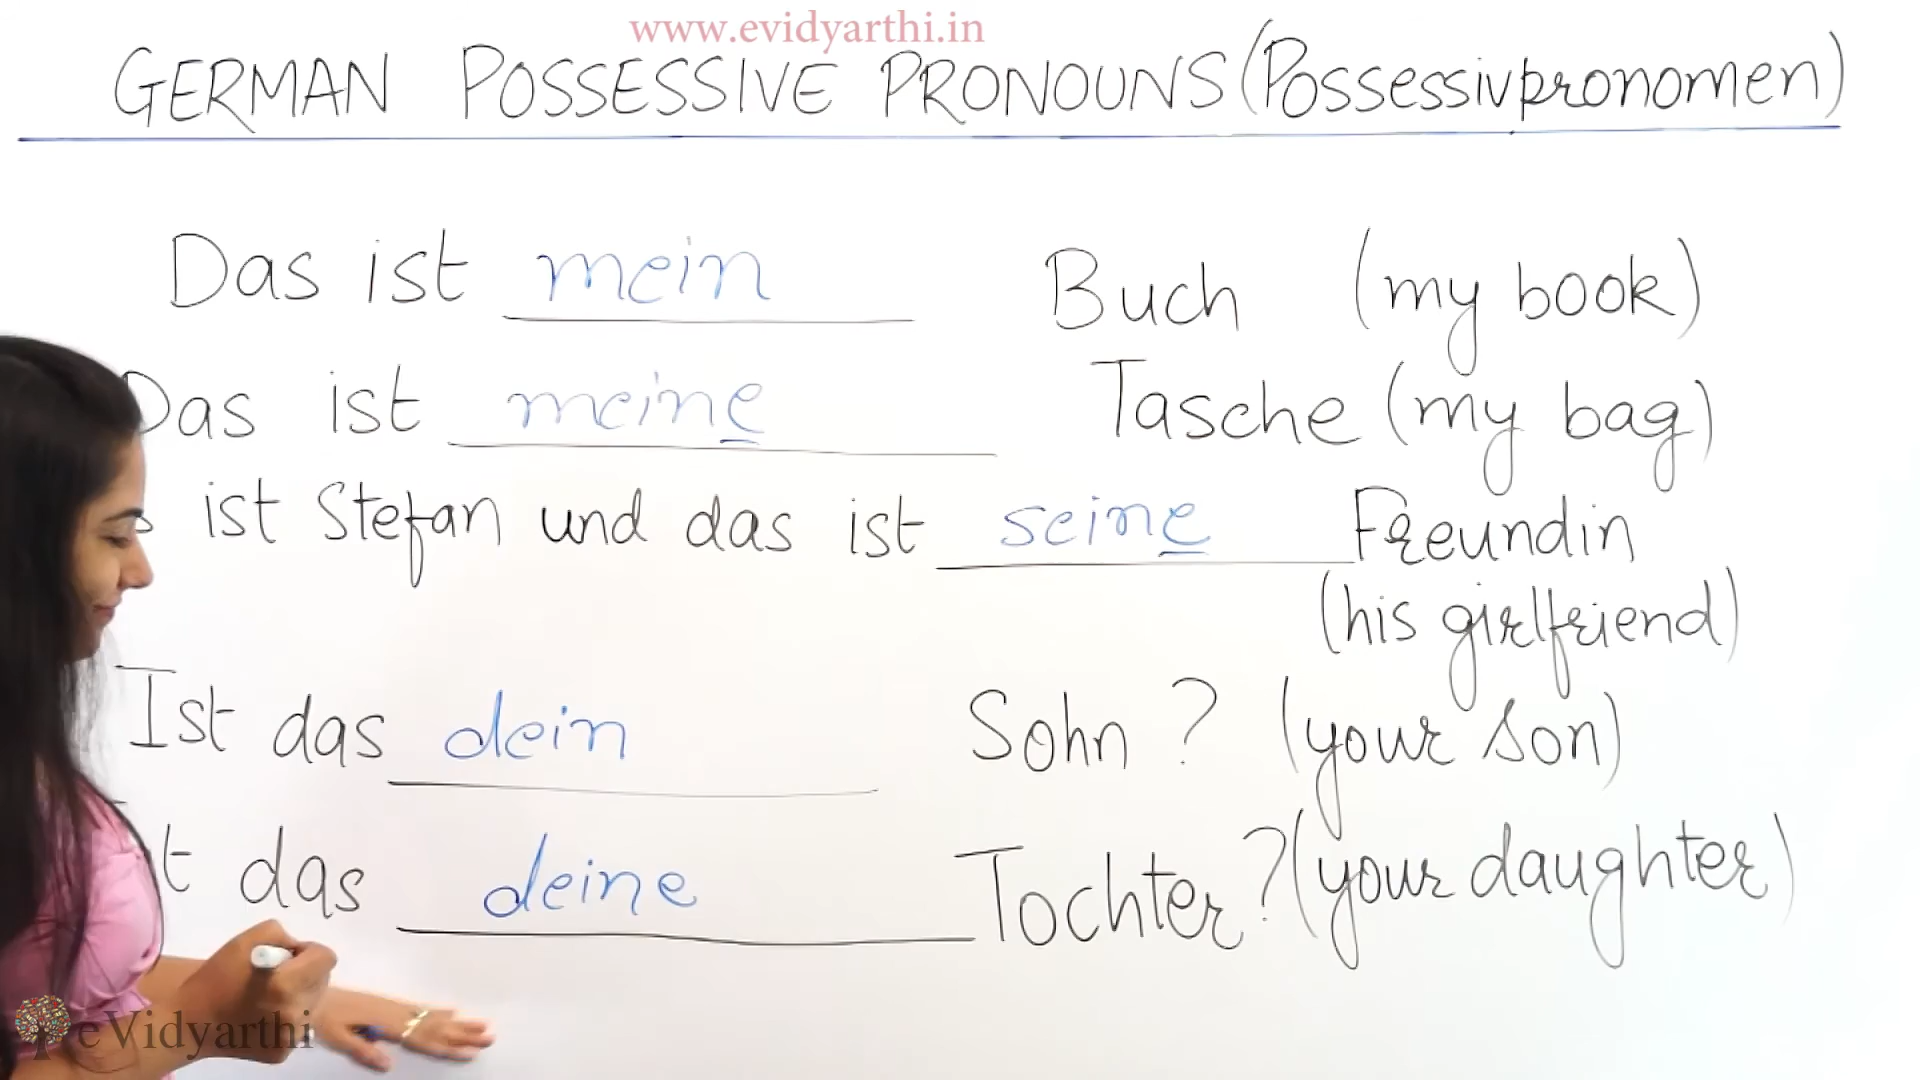 www.evidyarthi.in
GERMAN POSSESSIVE PRONOUNS (Possessivpronomen)
Das ist mein Buch (my book)
Das ist meine Tasche (my bag)
ist Stefan und das ist seine Freundin
(his girlfriend)
Ist das dein Sohn ? (your son)
das deine Tochter ? (your daughter)
eVidyarthi